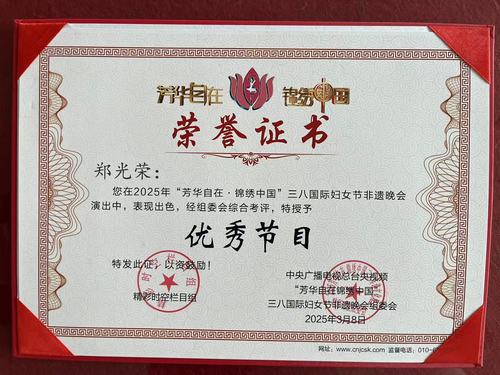 芳华自在 锦绣中国
荣誉证书
郑光荣：
您在2025年“芳华自在·锦绣中国”三八国际妇女节非遗晚会
演出中，表现出色，经组委会综合考评，特授予
优秀节目
特发此证，以资鼓励！
精彩时空栏目组
中央广播电视总台央视频
“芳华自在锦绣中国”
三八国际妇女节非遗晚会组委会
2025年3月8日
网址：www.cnjcsk.com 监督电话：010-6